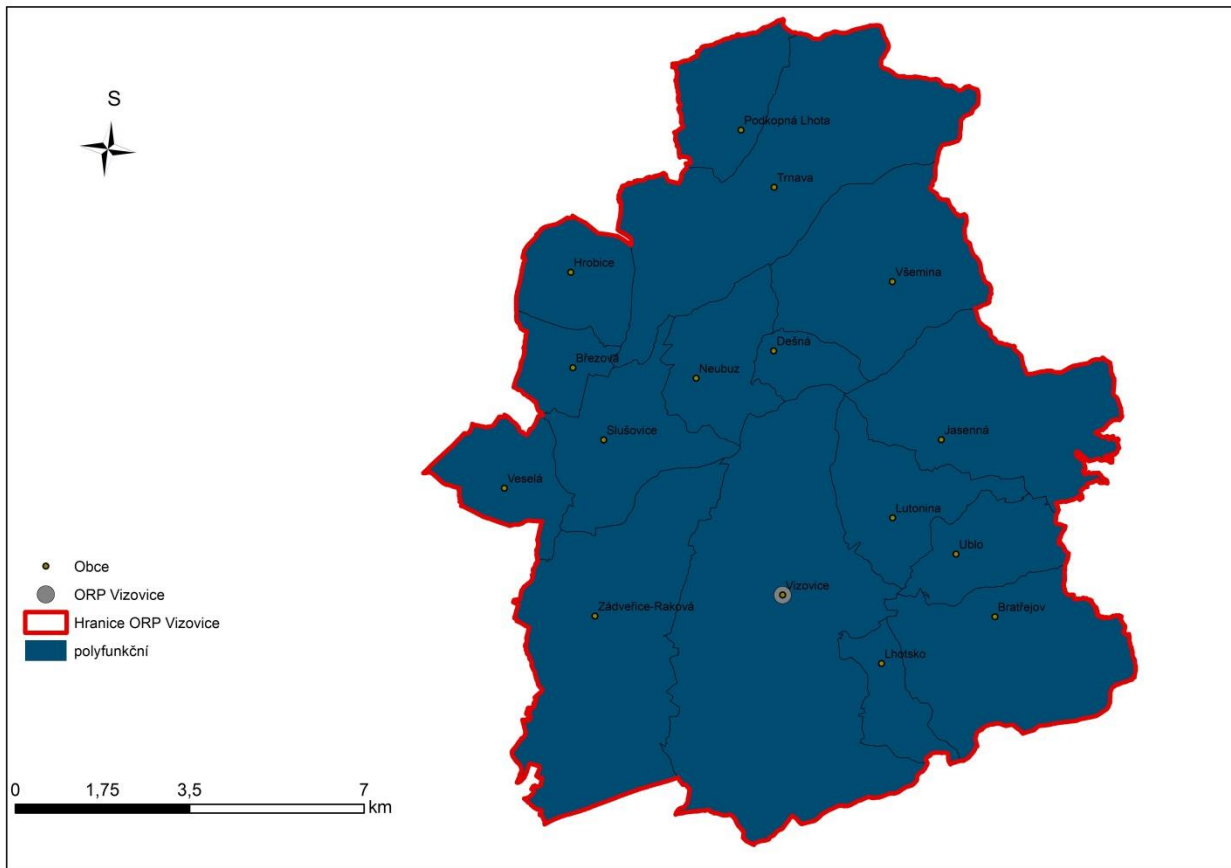 S
Podkopná Lhota
Trnava
Hrobice
Všemina
Dešná
Březová
Neubuz
Slušovice
Jasenná
Veselá
Lutonina
Ublo
Vizovice
Zádveřice-Raková
Bratřejov
Lhotsko
Obce
ORP Vizovice
Hranice ORP Vizovice
polyfunkční
0 1,75 3,5 7
km